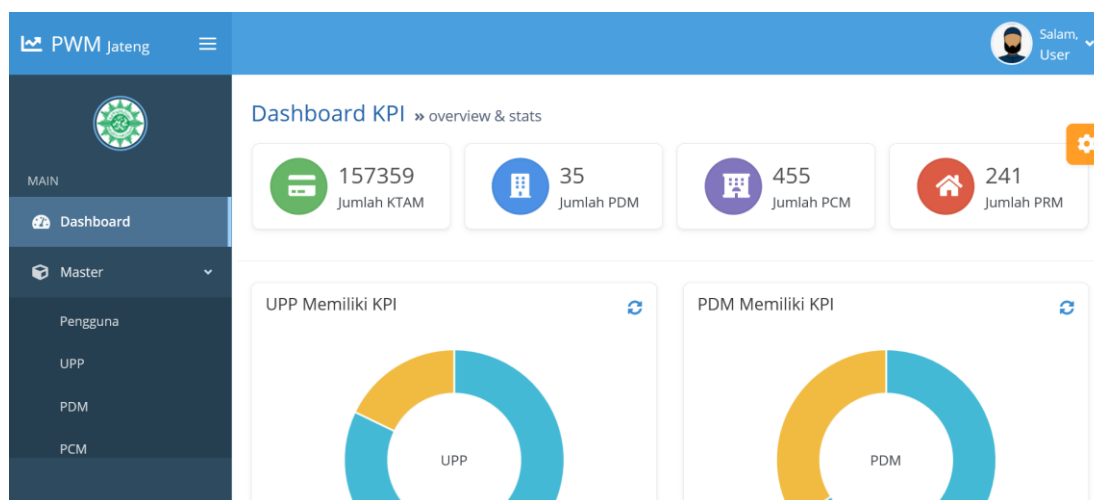 PWM Jateng
Salam,
User
MAIN
Dashboard
Master
Pengguna
UPP
PDM
PCM
Dashboard KPI » overview & stats
157359
Jumlah KTAM
35
Jumlah PDM
455
Jumlah PCM
241
Jumlah PRM
UPP Memiliki KPI
UPP
PDM Memiliki KPI
PDM